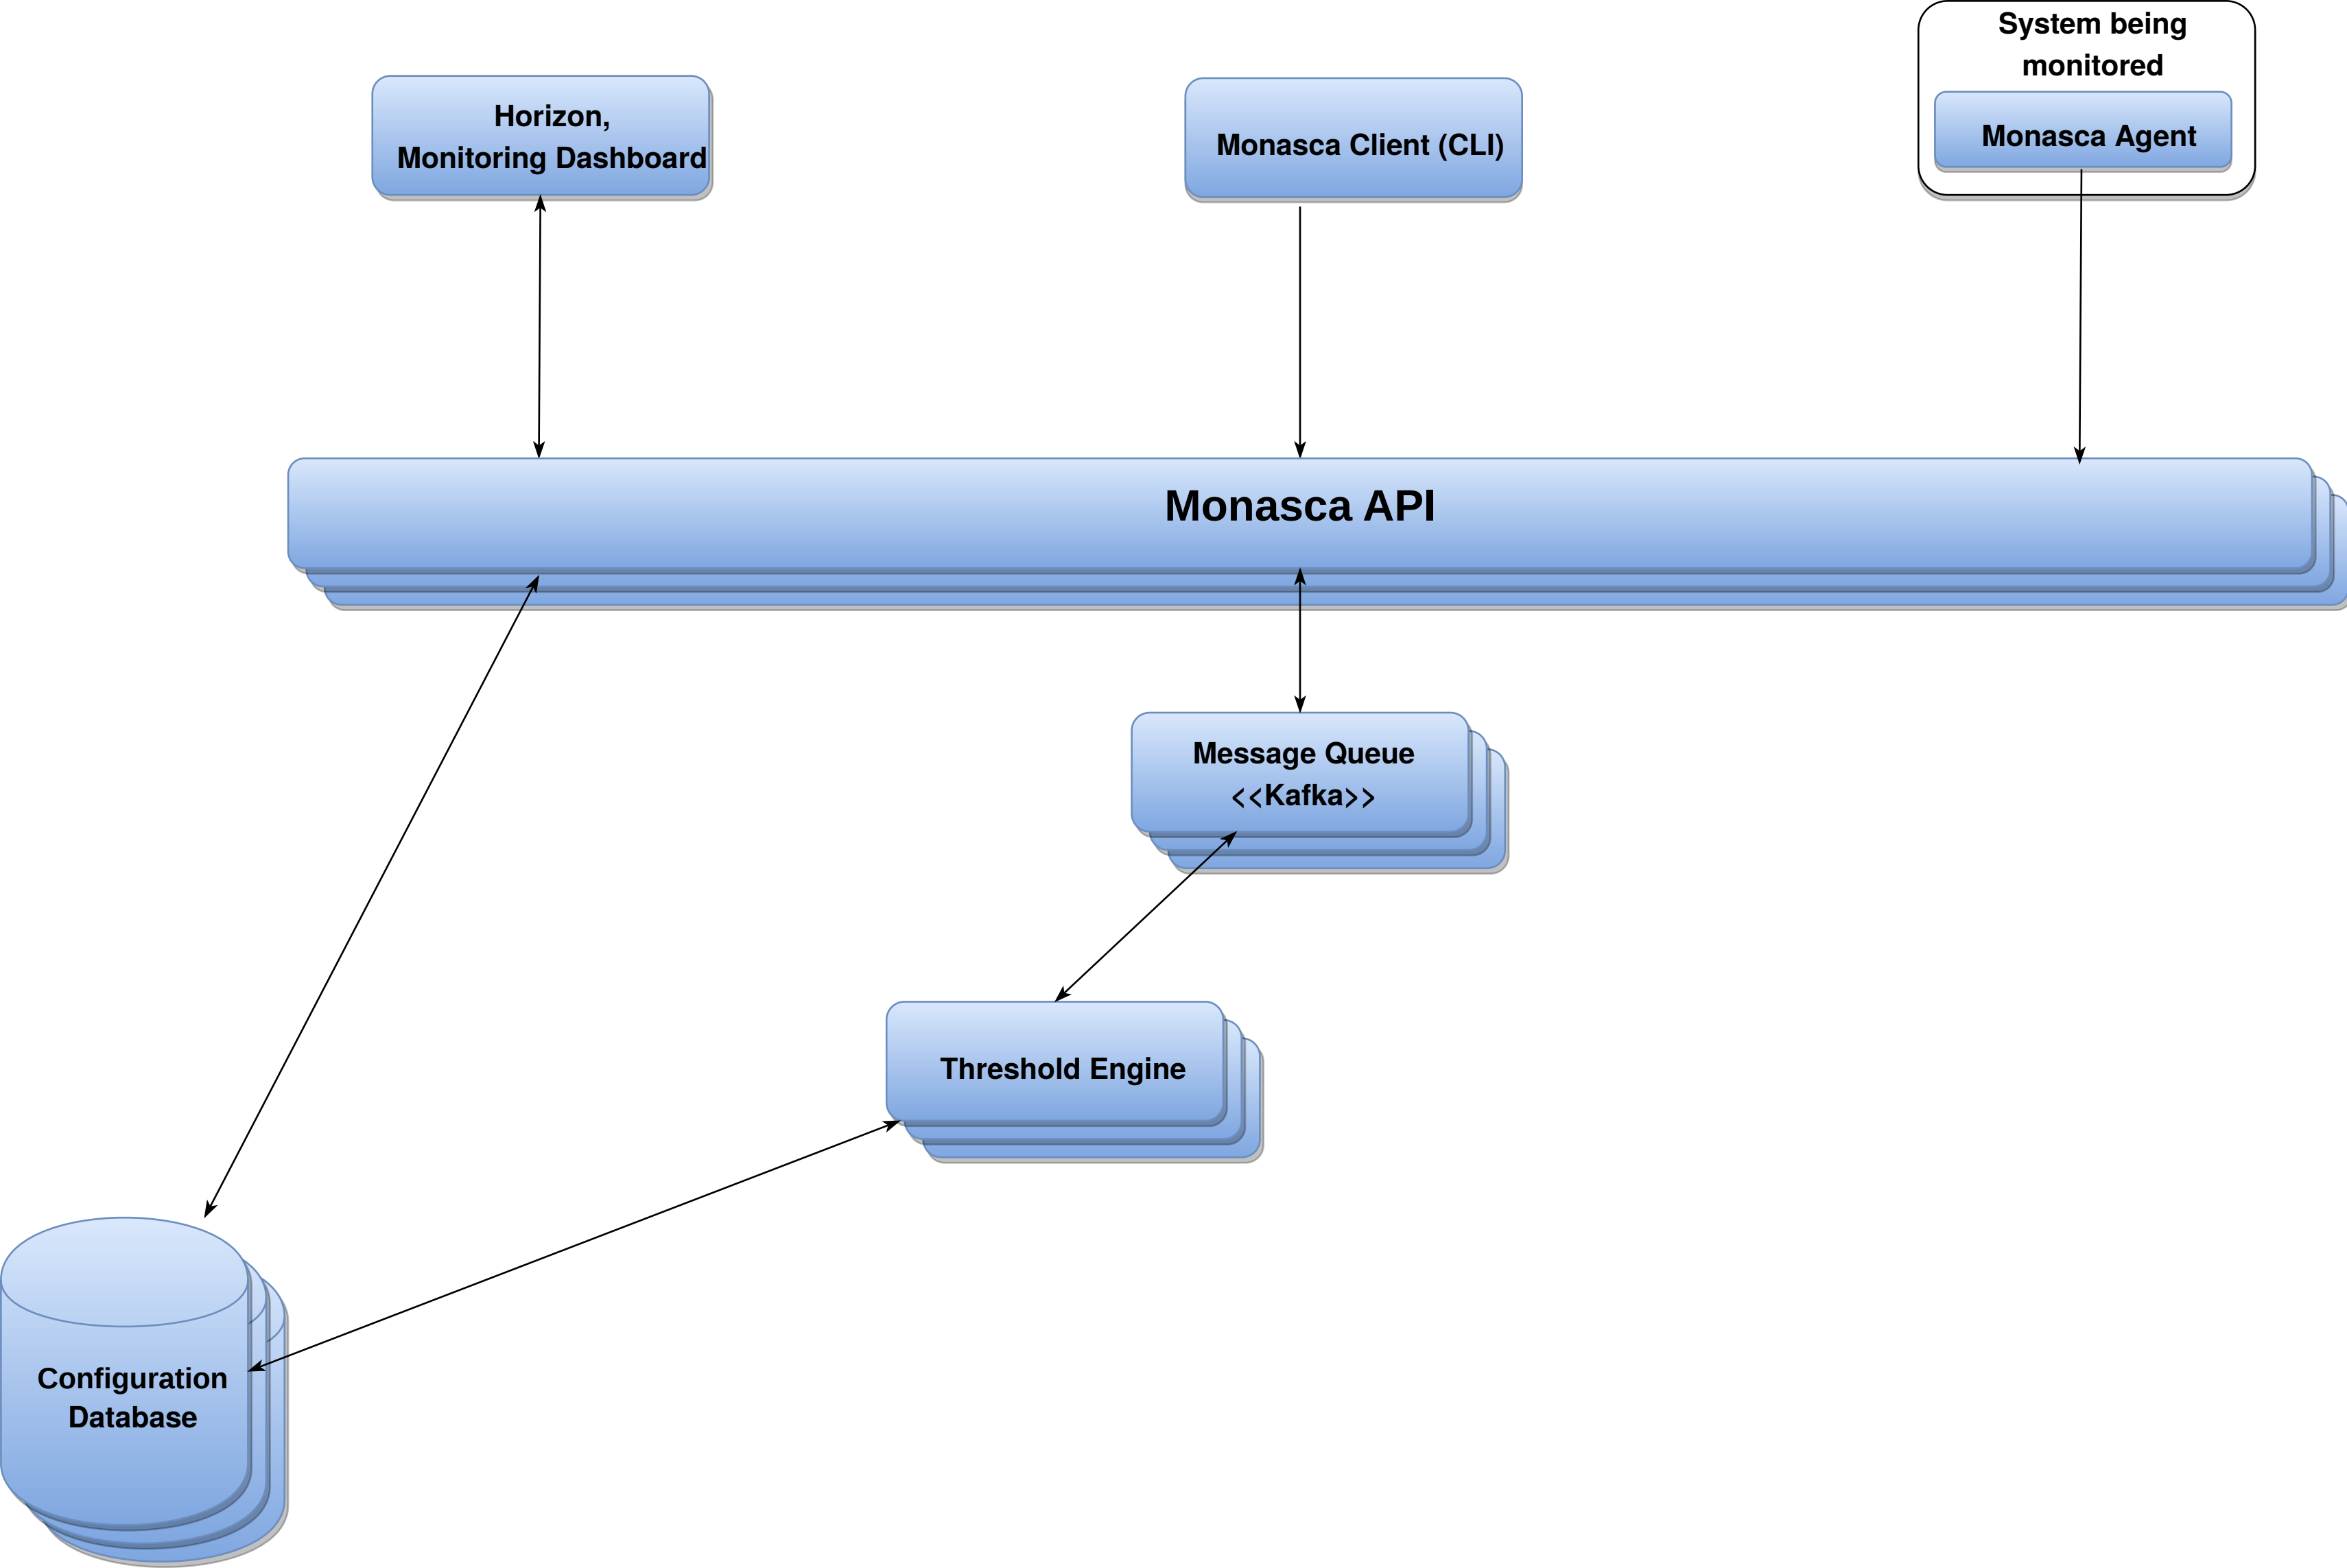 System being
monitored
Horizon,
Monitoring Dashboard
Monasca Client (CLI)
Monasca Agent
Monasca API
Message Queue
<<Kafka>>
Threshold Engine
Configuration
Database